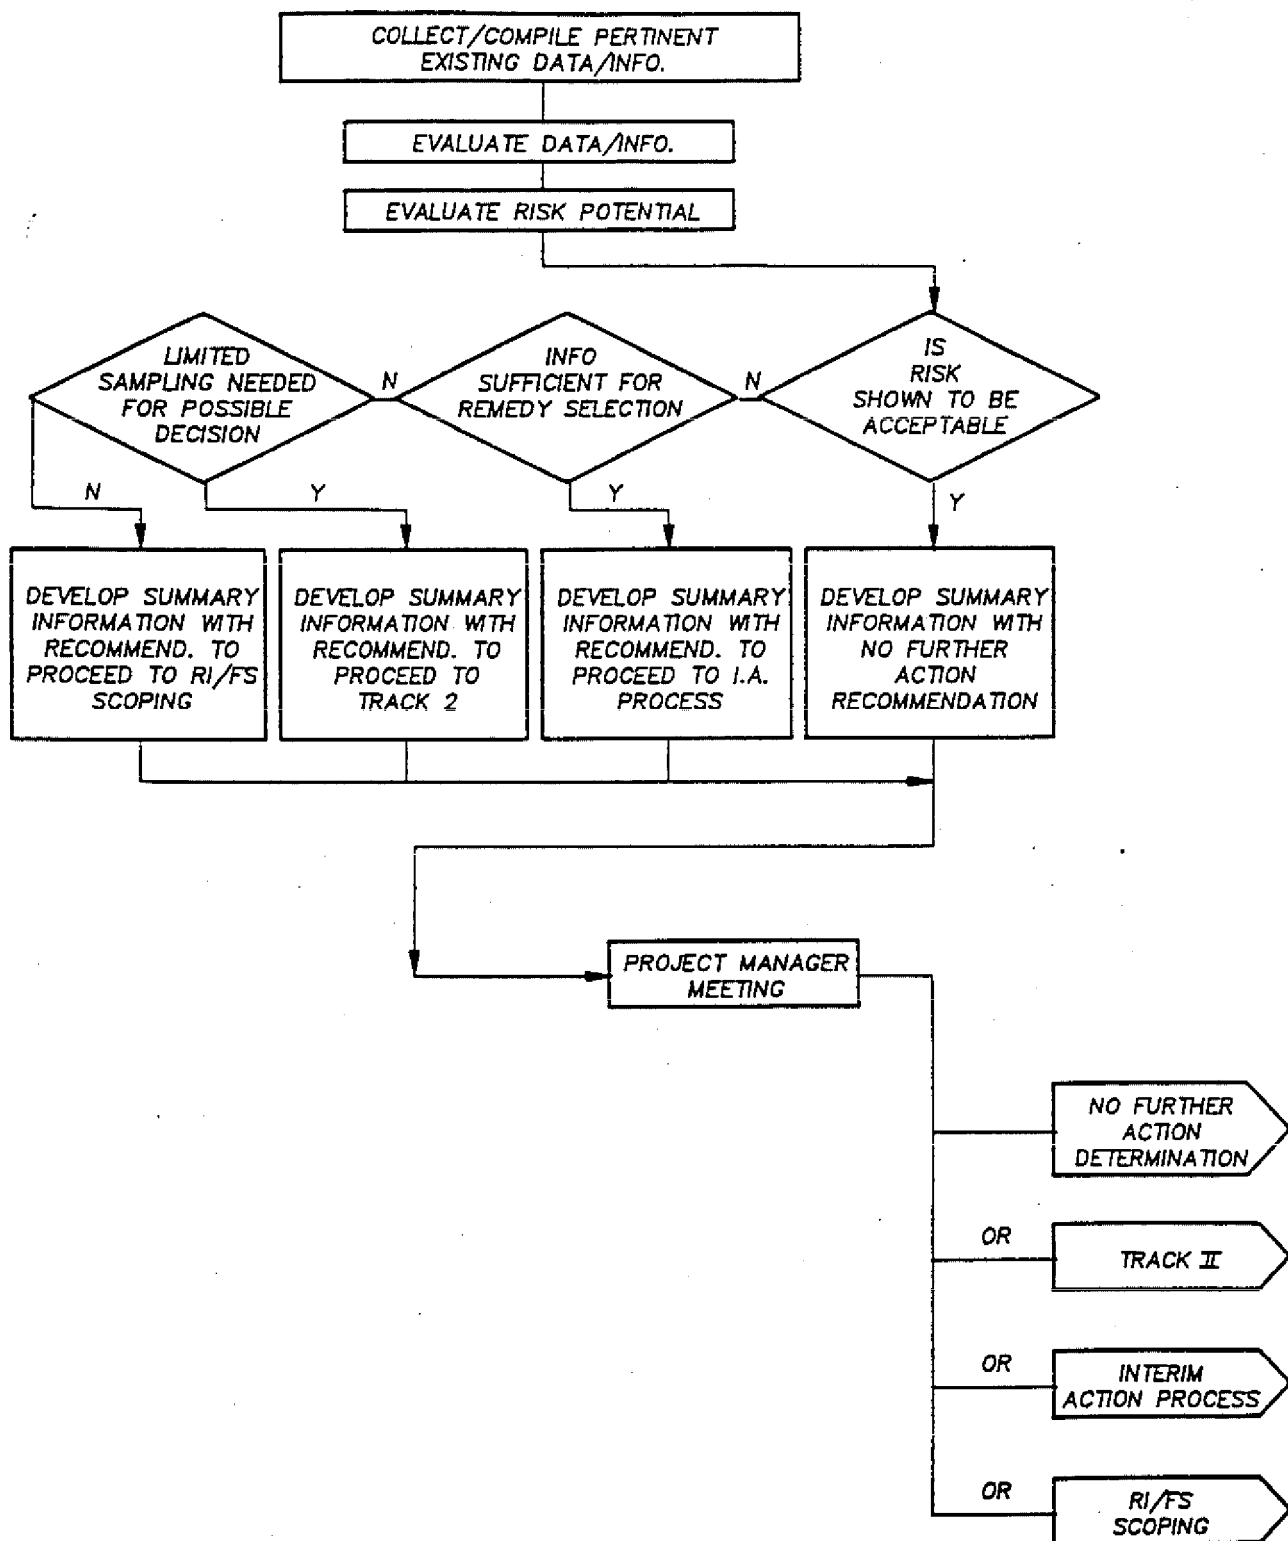 COLLECT/COMPILE PERTINENT
EXISTING DATA/INFO.
EVALUATE DATA/INFO.
EVALUATE RISK POTENTIAL
LIMITED
SAMPLING NEEDED
FOR POSSIBLE
DECISION
N
INFO
SUFFICIENT FOR
REMEDY SELECTION
N
IS
RISK
SHOWN TO BE
ACCEPTABLE
N
Y
Y
Y
DEVELOP SUMMARY
INFORMATION WITH
RECOMMEND. TO
PROCEED TO RI/FS
SCOPING
DEVELOP SUMMARY
INFORMATION WITH
RECOMMEND. TO
PROCEED TO
TRACK 2
DEVELOP SUMMARY
INFORMATION WITH
RECOMMEND. TO
PROCEED TO I.A.
PROCESS
DEVELOP SUMMARY
INFORMATION WITH
NO FURTHER
ACTION
RECOMMENDATION
PROJECT MANAGER
MEETING
NO FURTHER
ACTION
DETERMINATION
OR
TRACK II
OR
INTERIM
ACTION PROCESS
OR
RI/FS
SCOPING